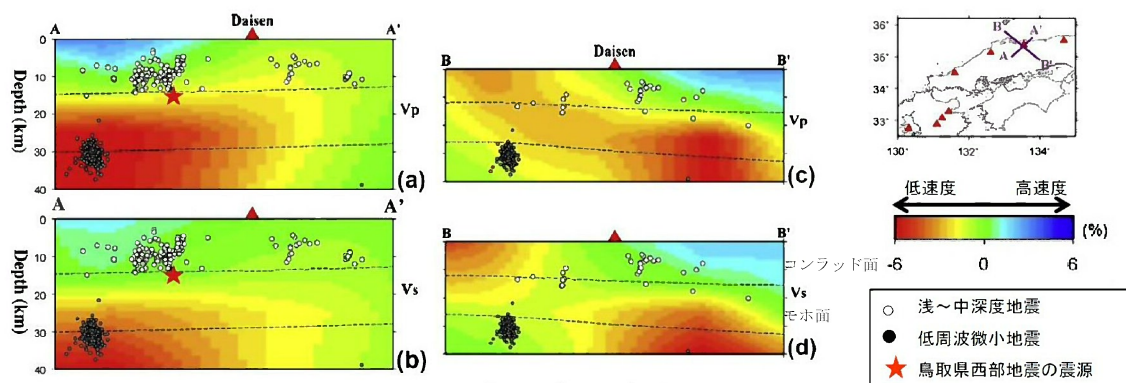 Daisen
A
A'
0
10
20
30
40
Depth (km)
Vp
(a)
A
A’
0
10
20
30
40
Depth (km)
Vs
(b)
Daisen
B
B'
Vp
(c)
B
B'
コンラッド面
Vs
モホ面
(d)
36˚
35˚
34˚
33˚
130˚
132˚
134˚
B
A'
A
B'
低速度
高速度
(%)
-6
0
6
浅～中深度地震
低周波微小地震
鳥取県西部地震の震源